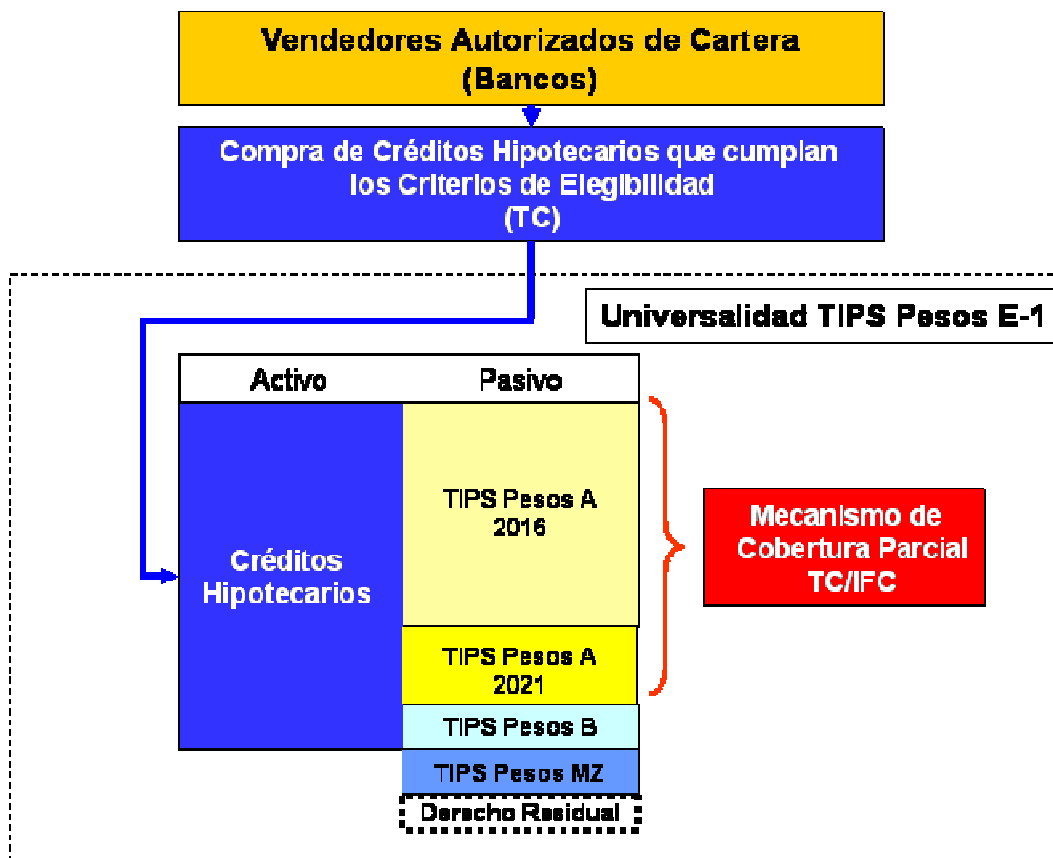 Vendedores Autorizados de Cartera
(Bancos)
Compra de Créditos Hipotecarios que cumplan
los Criterios de Elegibilidad
(TC)
Universalidad TIPS Pesos E-1
Activo
Pasivo
TIPS Pesos A
2016
Créditos
Hipotecarios
Mecanismo de
Cobertura Parcial
TC/IFC
TIPS Pesos A
2021
TIPS Pesos B
TIPS Pesos MZ
Derecho Residual